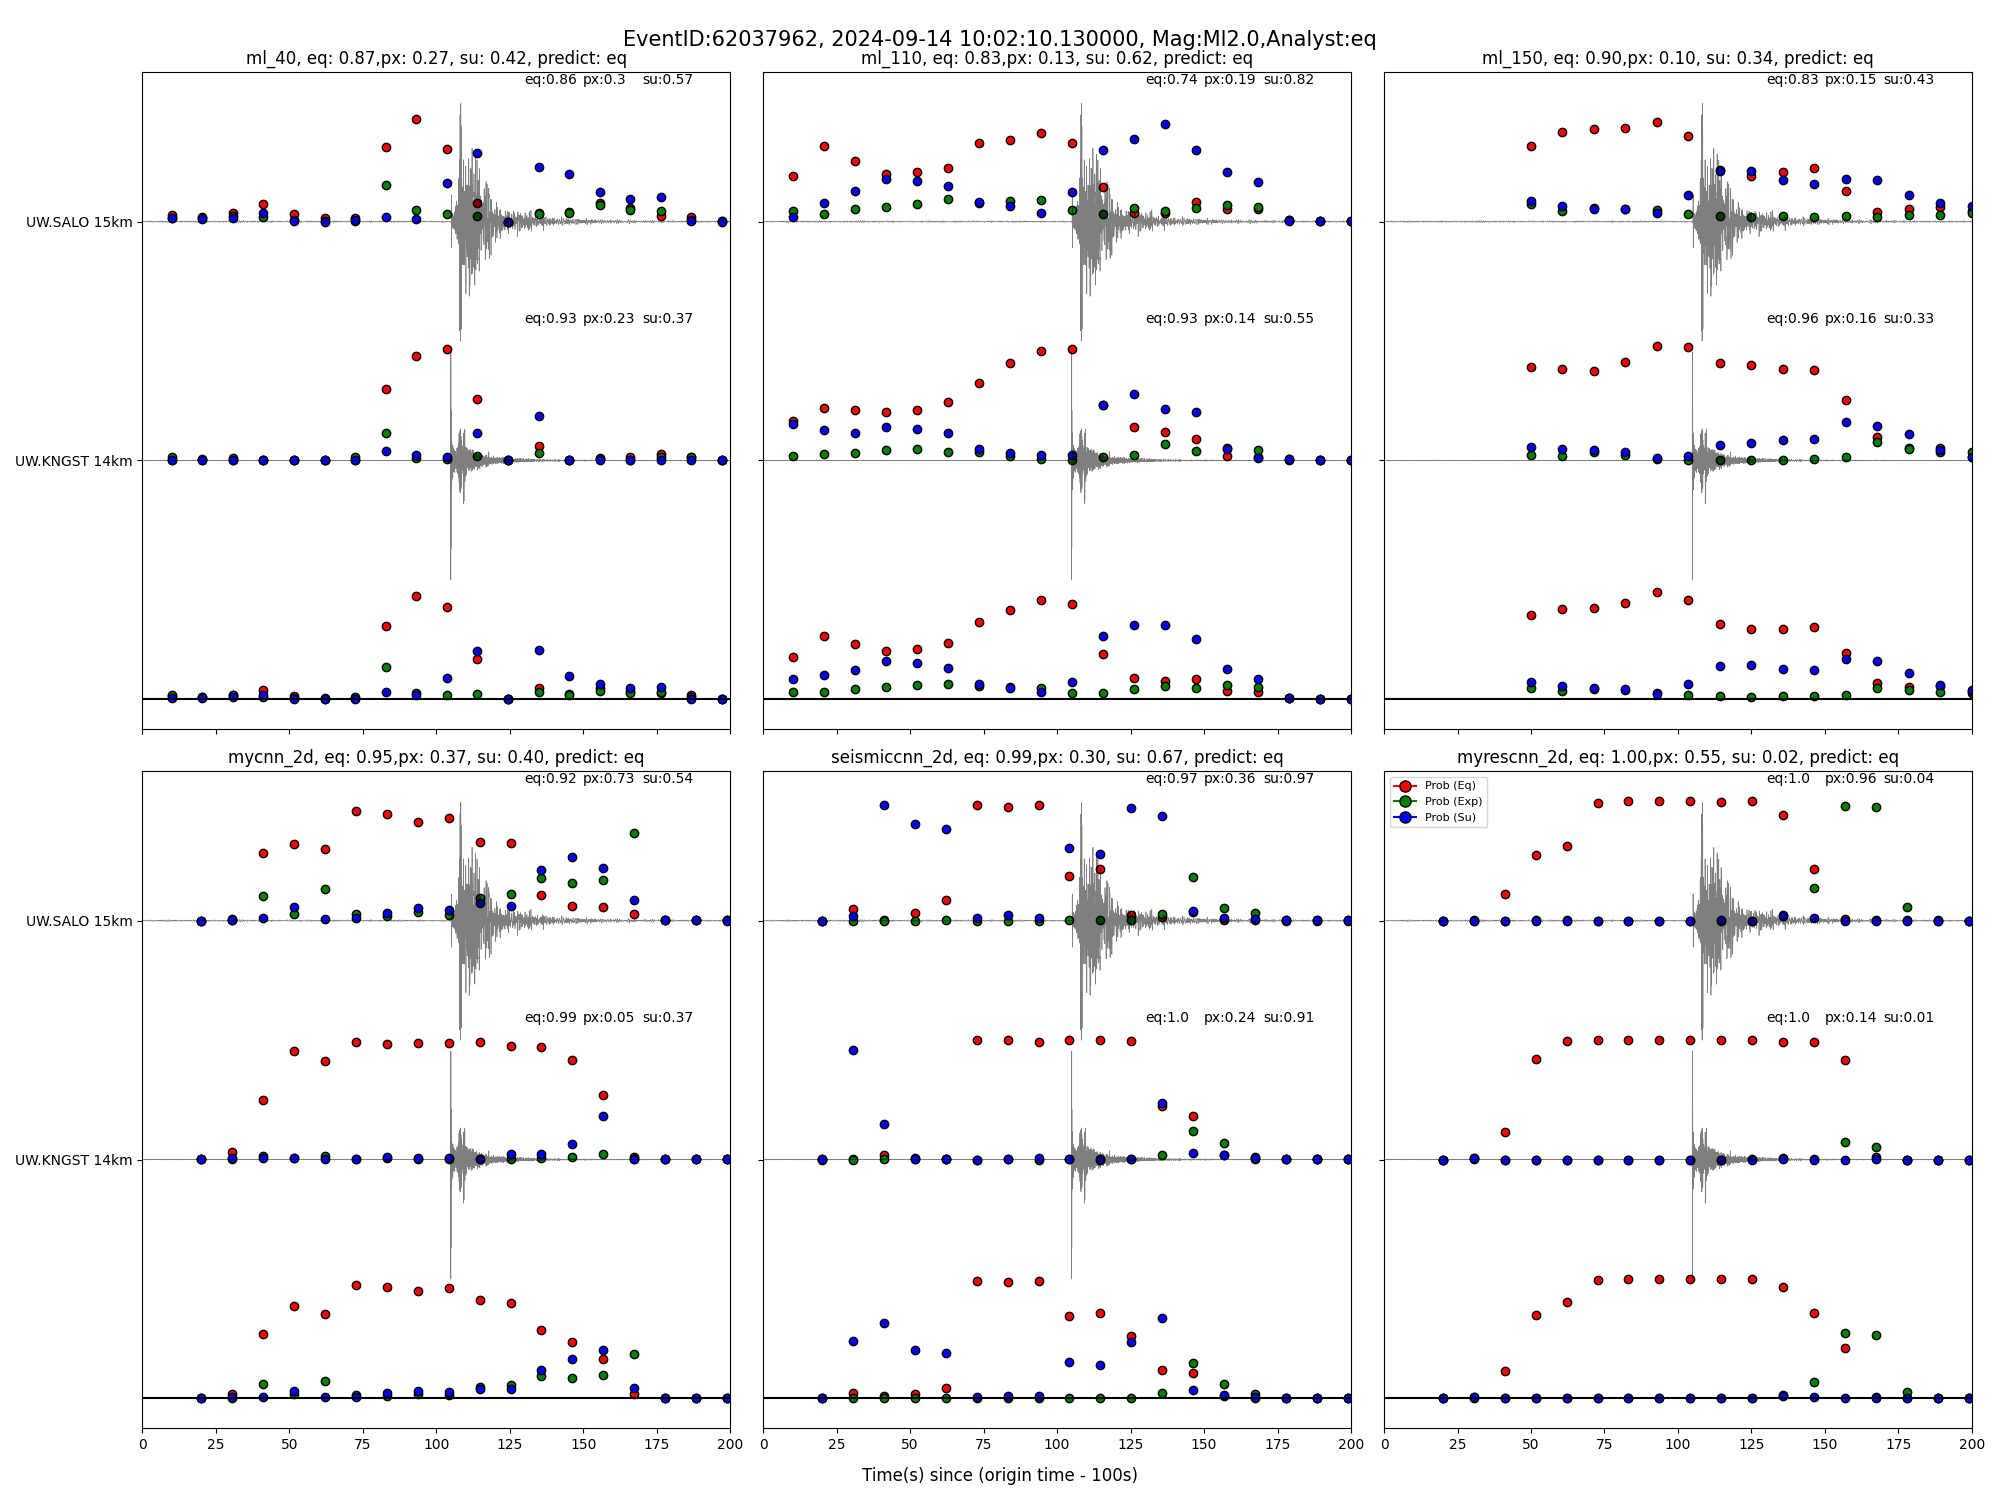 EventID:62037962, 2024-09-14 10:02:10.130000, Mag:Ml2.0,Analyst:eq
ml_40, eq: 0.87,px: 0.27, su: 0.42, predict: eq
eq:0.86 px:0.3 su:0.57
UW.SALO 15km
eq:0.93 px:0.23 su:0.37
UW.KNGST 14km
ml_110, eq: 0.83,px: 0.13, su: 0.62, predict: eq
eq:0.74 px:0.19 su:0.82
eq:0.93 px:0.14 su:0.55
ml_150, eq: 0.90,px: 0.10, su: 0.34, predict: eq
eq:0.83 px:0.15 su:0.43
eq:0.96 px:0.16 su:0.33
mycnn_2d, eq: 0.95,px: 0.37, su: 0.40, predict: eq
eq:0.92 px:0.73 su:0.54
UW.SALO 15km
eq:0.99 px:0.05 su:0.37
UW.KNGST 14km
0 25 50 75 100 125 150 175 200
seismiccnn_2d, eq: 0.99,px: 0.30, su: 0.67, predict: eq
eq:0.97 px:0.36 su:0.97
eq:1.0 px:0.24 su:0.91
0 25 50 75 100 125 150 175 200
myrescnn_2d, eq: 1.00,px: 0.55, su: 0.02, predict: eq
eq:1.0 px:0.96 su:0.04
Prob (Eq)
Prob (Exp)
Prob (Su)
eq:1.0 px:0.14 su:0.01
0 25 50 75 100 125 150 175 200
Time(s) since (origin time - 100s)